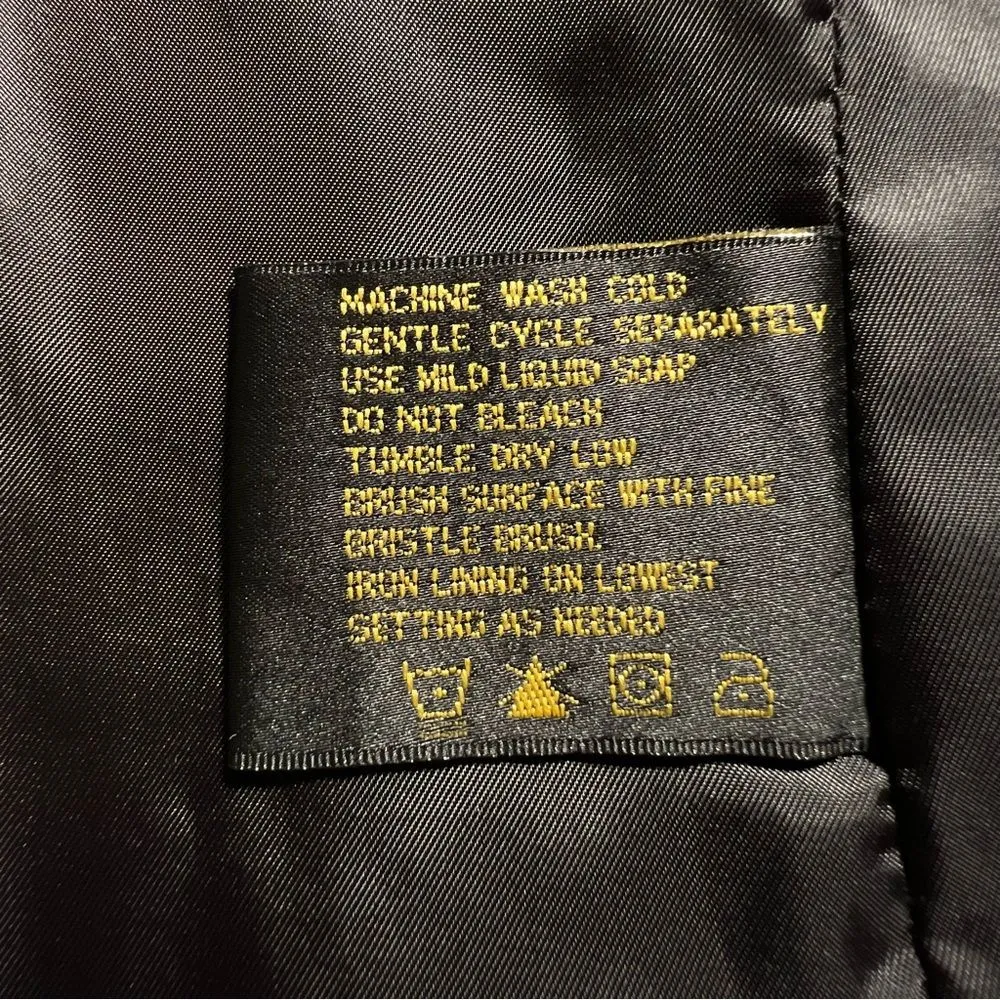 MACHINE WASH COLD
GENTLE CYCLE SEPARATELY
USE MILD LIQUID SOAP
DO NOT BLEACH
TUMBLE DRY LOW
BRUSH SURFACE WITH FINE
BRISTLE BRUSH.
IRON LINING ON LOWEST
SETTING AS NEEDED